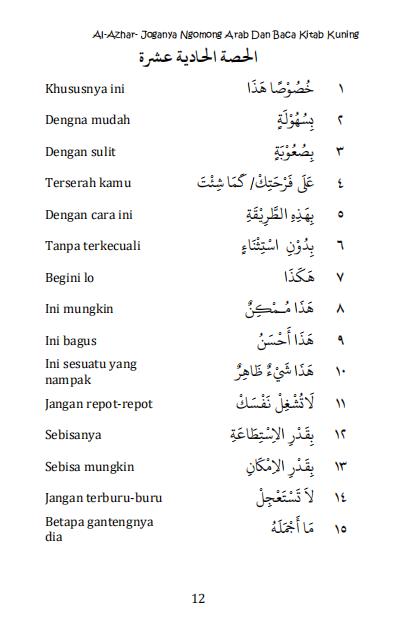 Al-Azhar- Joganya Ngomong Arab Dan Baca Kitab Kuning
الحصة الحادية عشرة
Khususnya ini خُصُوْصًا هَذَا ١
Dengna mudah بِسُهُوْلَةٍ ٢
Dengan sulit بِصُعُوْبَةٍ ٣
Terserah kamu عَلَى فَرْحَتِكْ/ كَمَا شِئْتَ ٤
Dengan cara ini بِهَذِهِ الطَّرِيْقَةِ ٥
Tanpa terkecuali بِدُوْنِ اسْتِثْنَاءٍ ٦
Begini lo هَكَذَا ٧
Ini mungkin هَذَا مُمْكِنٌ ٨
Ini bagus هَذَا أَحْسَنُ ٩
Ini sesuatu yang
nampak هَذَا شَيْءٌ ظَاهِرٌ ١٠
Jangan repot-repot لَاتُشْغِلْ نَفْسَكْ ١١
Sebisanya بِقَدْرِ الاِسْتِطَاعَةِ ١٢
Sebisa mungkin بِقَدْرِ الاِمْكَانِ ١٣
Jangan terburu-buru لاَ تَسْتَعْجِلْ ١٤
Betapa gantengnya
dia مَا أَجْمَلَهُ ١٥
12